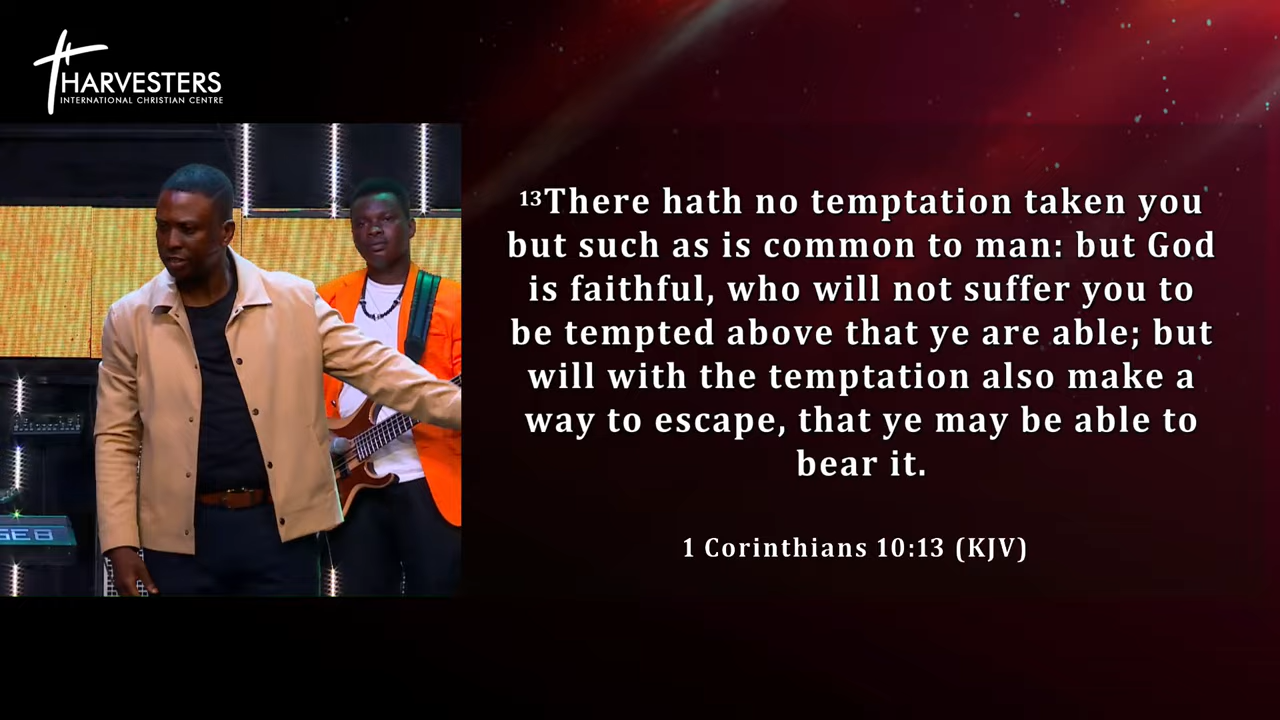 HARVESTERS
INTERNATIONAL CHRISTIAN CENTRE
13There hath no temptation taken you
but such as is common to man: but God
is faithful, who will not suffer you to
be tempted above that ye are able; but
will with the temptation also make a
way to escape, that ye may be able to
bear it.
1 Corinthians 10:13 (KJV)